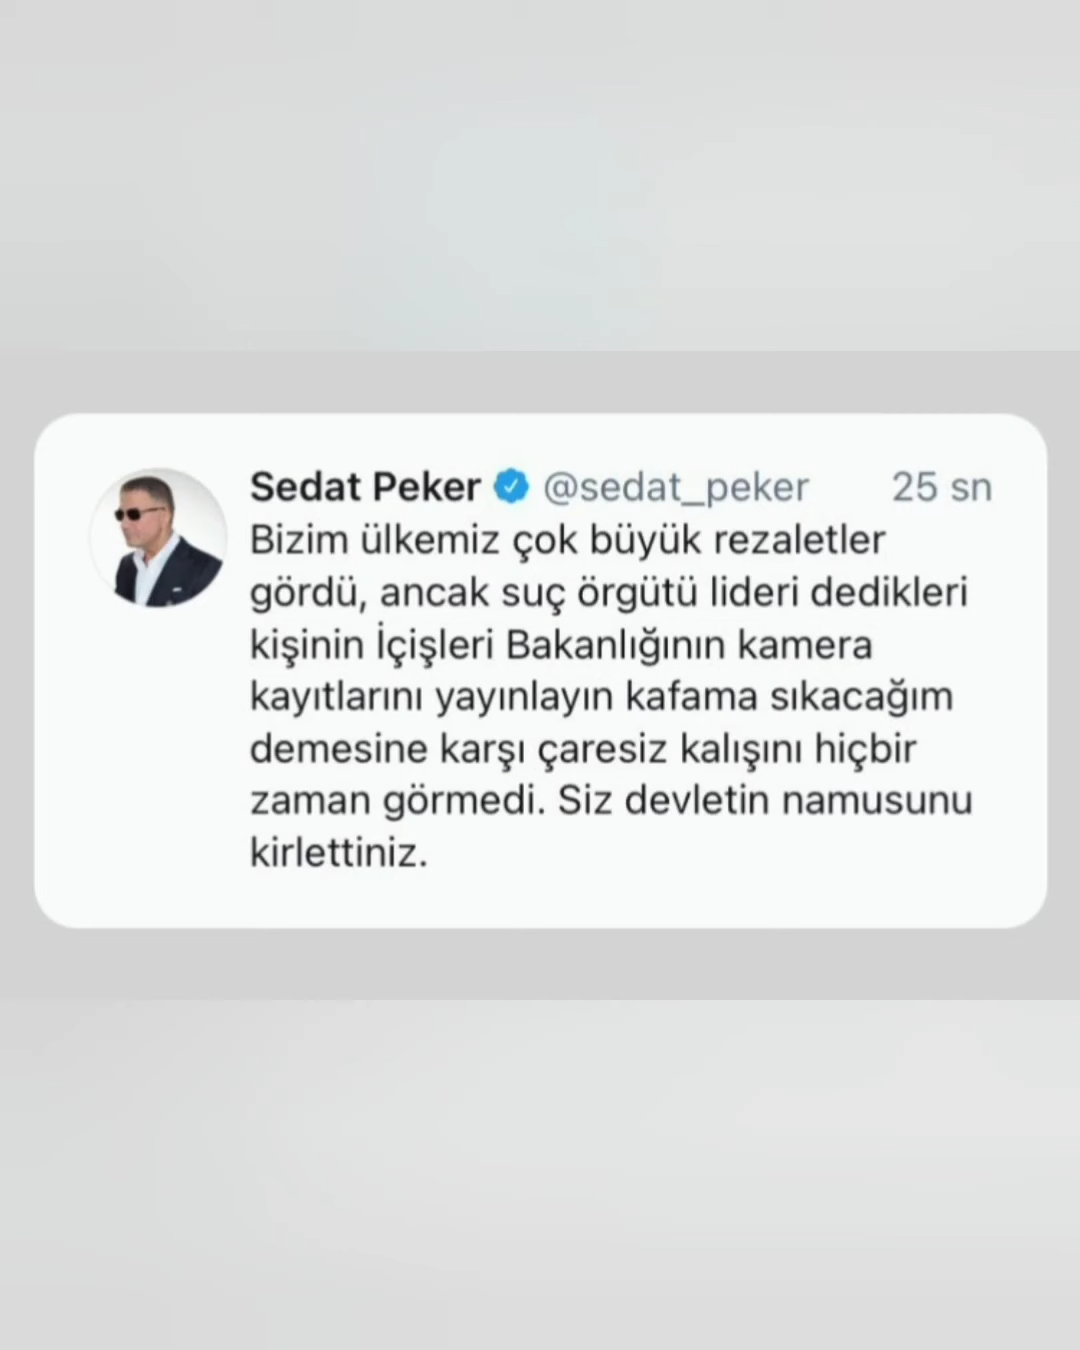 Sedat Peker @sedat_peker 25 sn
Bizim ülkemiz çok büyük rezaletler
gördü, ancak suç örgütü lideri dedikleri
kişinin İçişleri Bakanlığının kamera
kayıtlarını yayınlayın kafama sıkacağım
demesine karşı çaresiz kalışını hiçbir
zaman görmedi. Siz devletin namusunu
kirlettiniz.